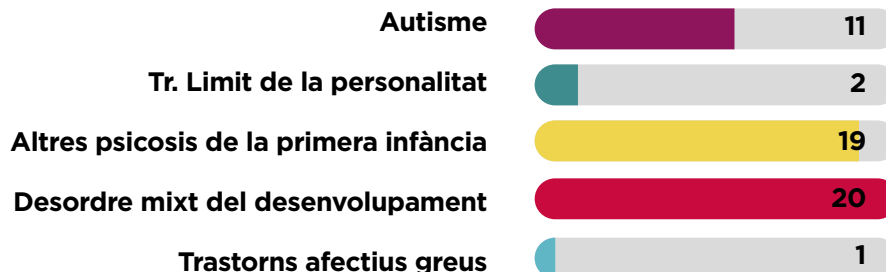 Autisme 11
Tr. Limit de la personalitat 2
Altres psicosis de la primera infància 19
Desordre mixt del desenvolupament 20
Trastorns afectius greus 1